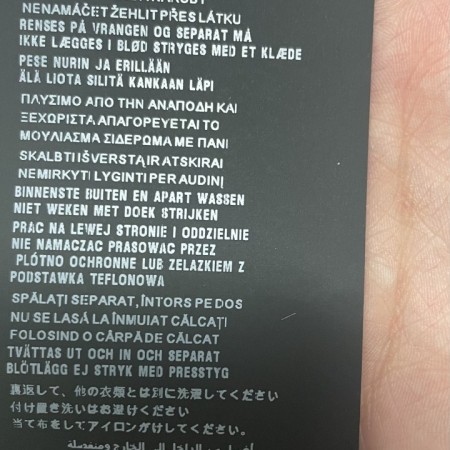 NENAMÁČET ŽEHLIT PŘES LÁTKU
RENSES PÅ VRANGEN OG SEPARAT MÅ
IKKE LÆGGES I BLØD STRYGES MED ET KLÆDE
PESE NURIN JA ERILLÄÄN
ÄLÄ LIOTA SILITÄ KANKAAN LÄPI
ΠΛΥΣΙΜΟ ΑΠΟ ΤΗΝ ΑΝΑΠΟΔΗ ΚΑΙ
ΞΕΧΩΡΙΣΤΑ ΑΠΑΓΟΡΕΥΕΤΑΙ ΤΟ
ΜΟΥΛΙΑΣΜΑ ΣΙΔΕΡΩΜΑ ΜΕ ΠΑΝΙ
SKALBTI IŠVERSTĄ IR ATSKIRAI
NEMIRKYTI LYGINTI PER AUDINĮ
BINNENSTE BUITEN EN APART WASSEN
NIET WEKEN MET DOEK STRIJKEN
PRAC NA LEWEJ STRONIE I ODDZIELNIE
NIE NAMACZAC PRASOWAC PRZEZ
PLÓTNO OCHRONNE LUB ZELAZKIEM Z
PODSTAWKA TEFLONOWA
SPĂLAȚI SEPARAT, ÎNTORS PE DOS
NU SE LASĂ LA ÎNMUIAT CĂLCAȚI
FOLOSIND O CÂRPĂ DE CĂLCAT
TVÄTTAS UT OCH IN OCH SEPARAT
BLÖTLÄGG EJ STRYK MED PRESSTYG
裏返して、他の衣類とは別に洗濯してください
付け置き洗いはお避けください
当て布をしてアイロンがけしてください。